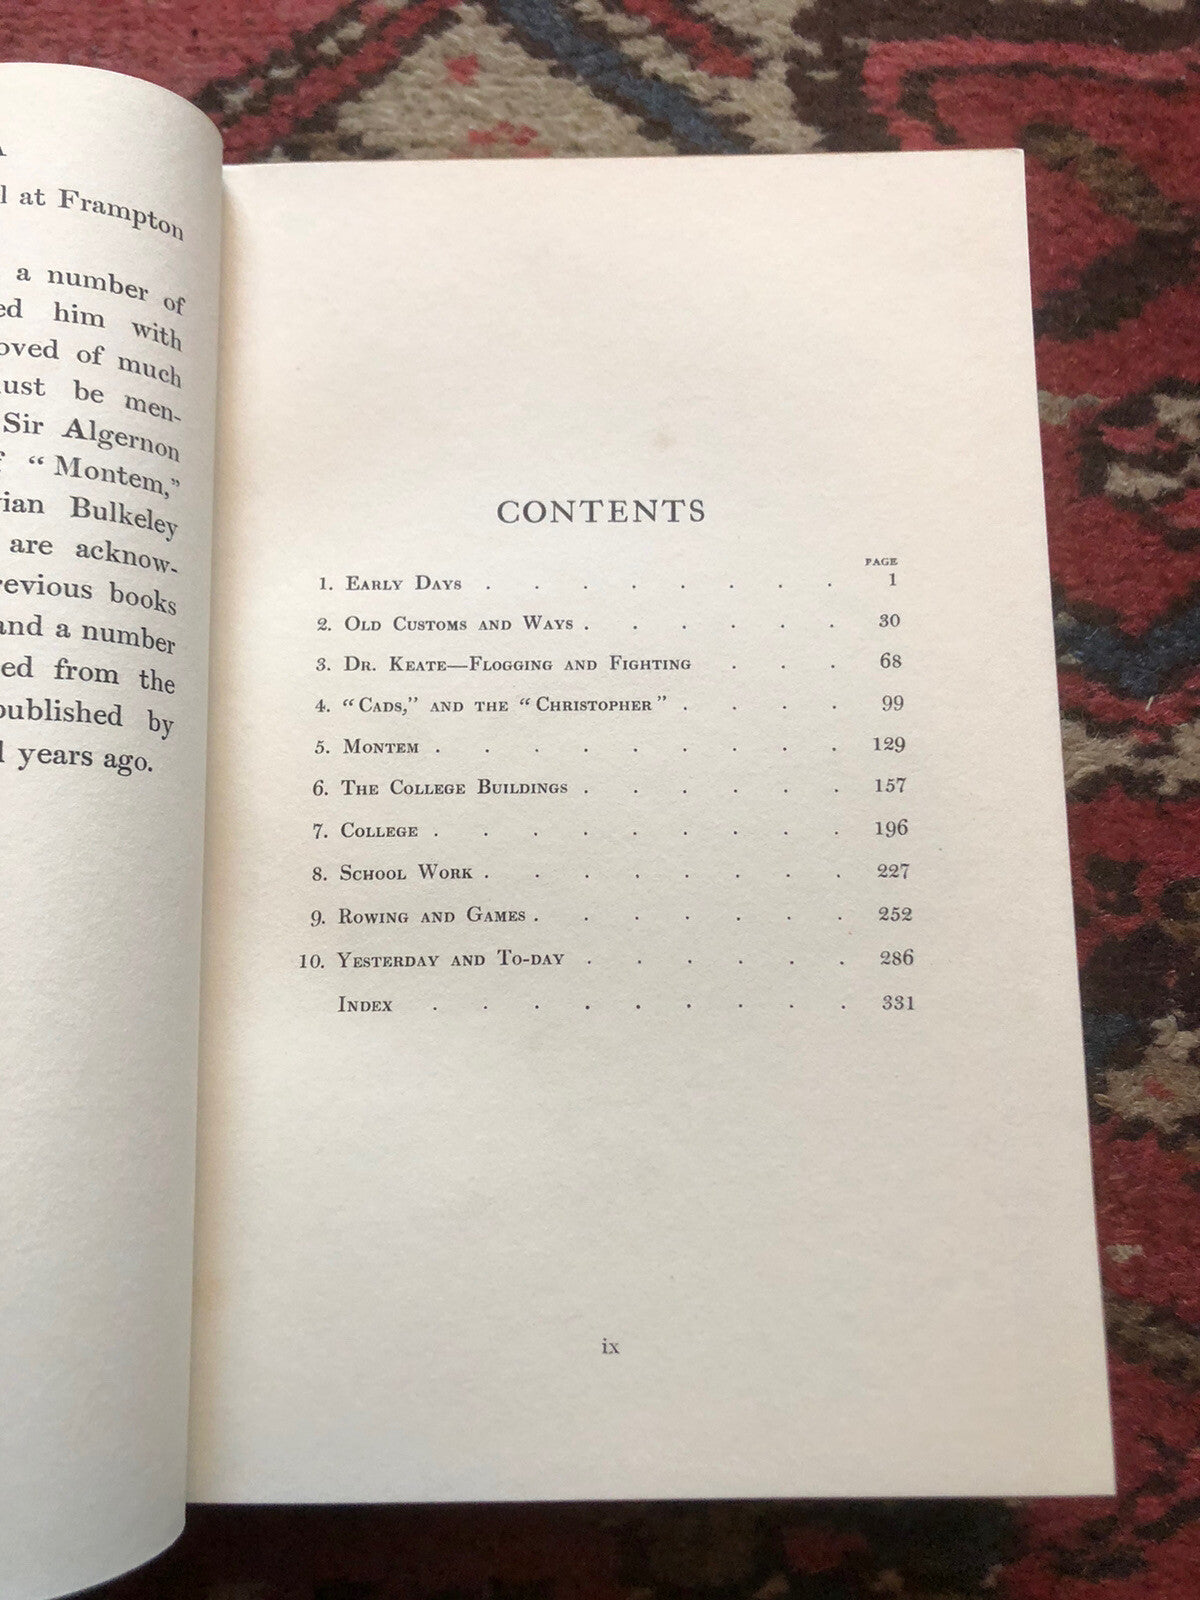 l at Frampton
a number of
ed him with
oved of much
ust be men-
Sir Algernon
“ Montem,”
ian Bulkeley
are acknow-
revious books
and a number
ed from the
published by
l years ago.
CONTENTS
PAGE
1. Early Days . . . . . . . . 1
2. Old Customs and Ways . . . . . . 30
3. Dr. Keate—Flogging and Fighting . . . 68
4. “Cads,” and the “Christopher” . . . . 99
5. Montem . . . . . . . . . 129
6. The College Buildings . . . . . . 157
7. College . . . . . . . . . 196
8. School Work . . . . . . . . 227
9. Rowing and Games . . . . . . . 252
10. Yesterday and To-day . . . . . . 286
Index . . . . . . . . . 331
ix